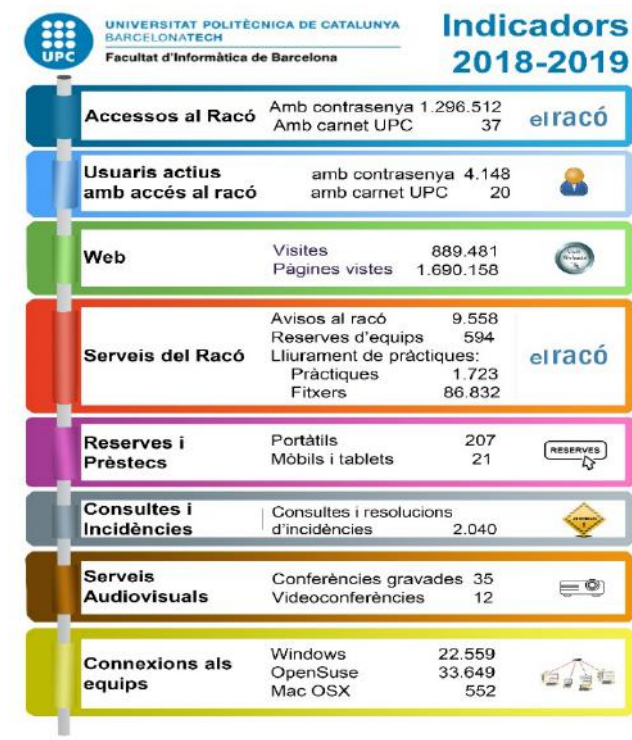 UNIVERSITAT POLITÈCNICA DE CATALUNYA
BARCELONATECH
Facultat d'Informàtica de Barcelona
UPC
Indicadors
2018-2019
Accessos al Racó
Amb contrasenya 1.296.512
Amb carnet UPC 37
el racó
Usuaris actius
amb accés al racó
amb contrasenya 4.148
amb carnet UPC 20
Web
Visites 889.481
Pàgines vistes 1.690.158
Serveis del Racó
Avisos al racó 9.558
Reserves d'equips 594
Lliurament de pràctiques:
Pràctiques 1.723
Fitxers 86.832
el racó
Reserves i
Prèstecs
Portàtils 207
Mòbils i tablets 21
RESERVES
Consultes i
Incidències
Consultes i resolucions
d'incidències 2.040
Serveis
Audiovisuals
Conferències gravades 35
Videoconferències 12
Connexions als
equips
Windows 22.559
OpenSuse 33.649
Mac OSX 552